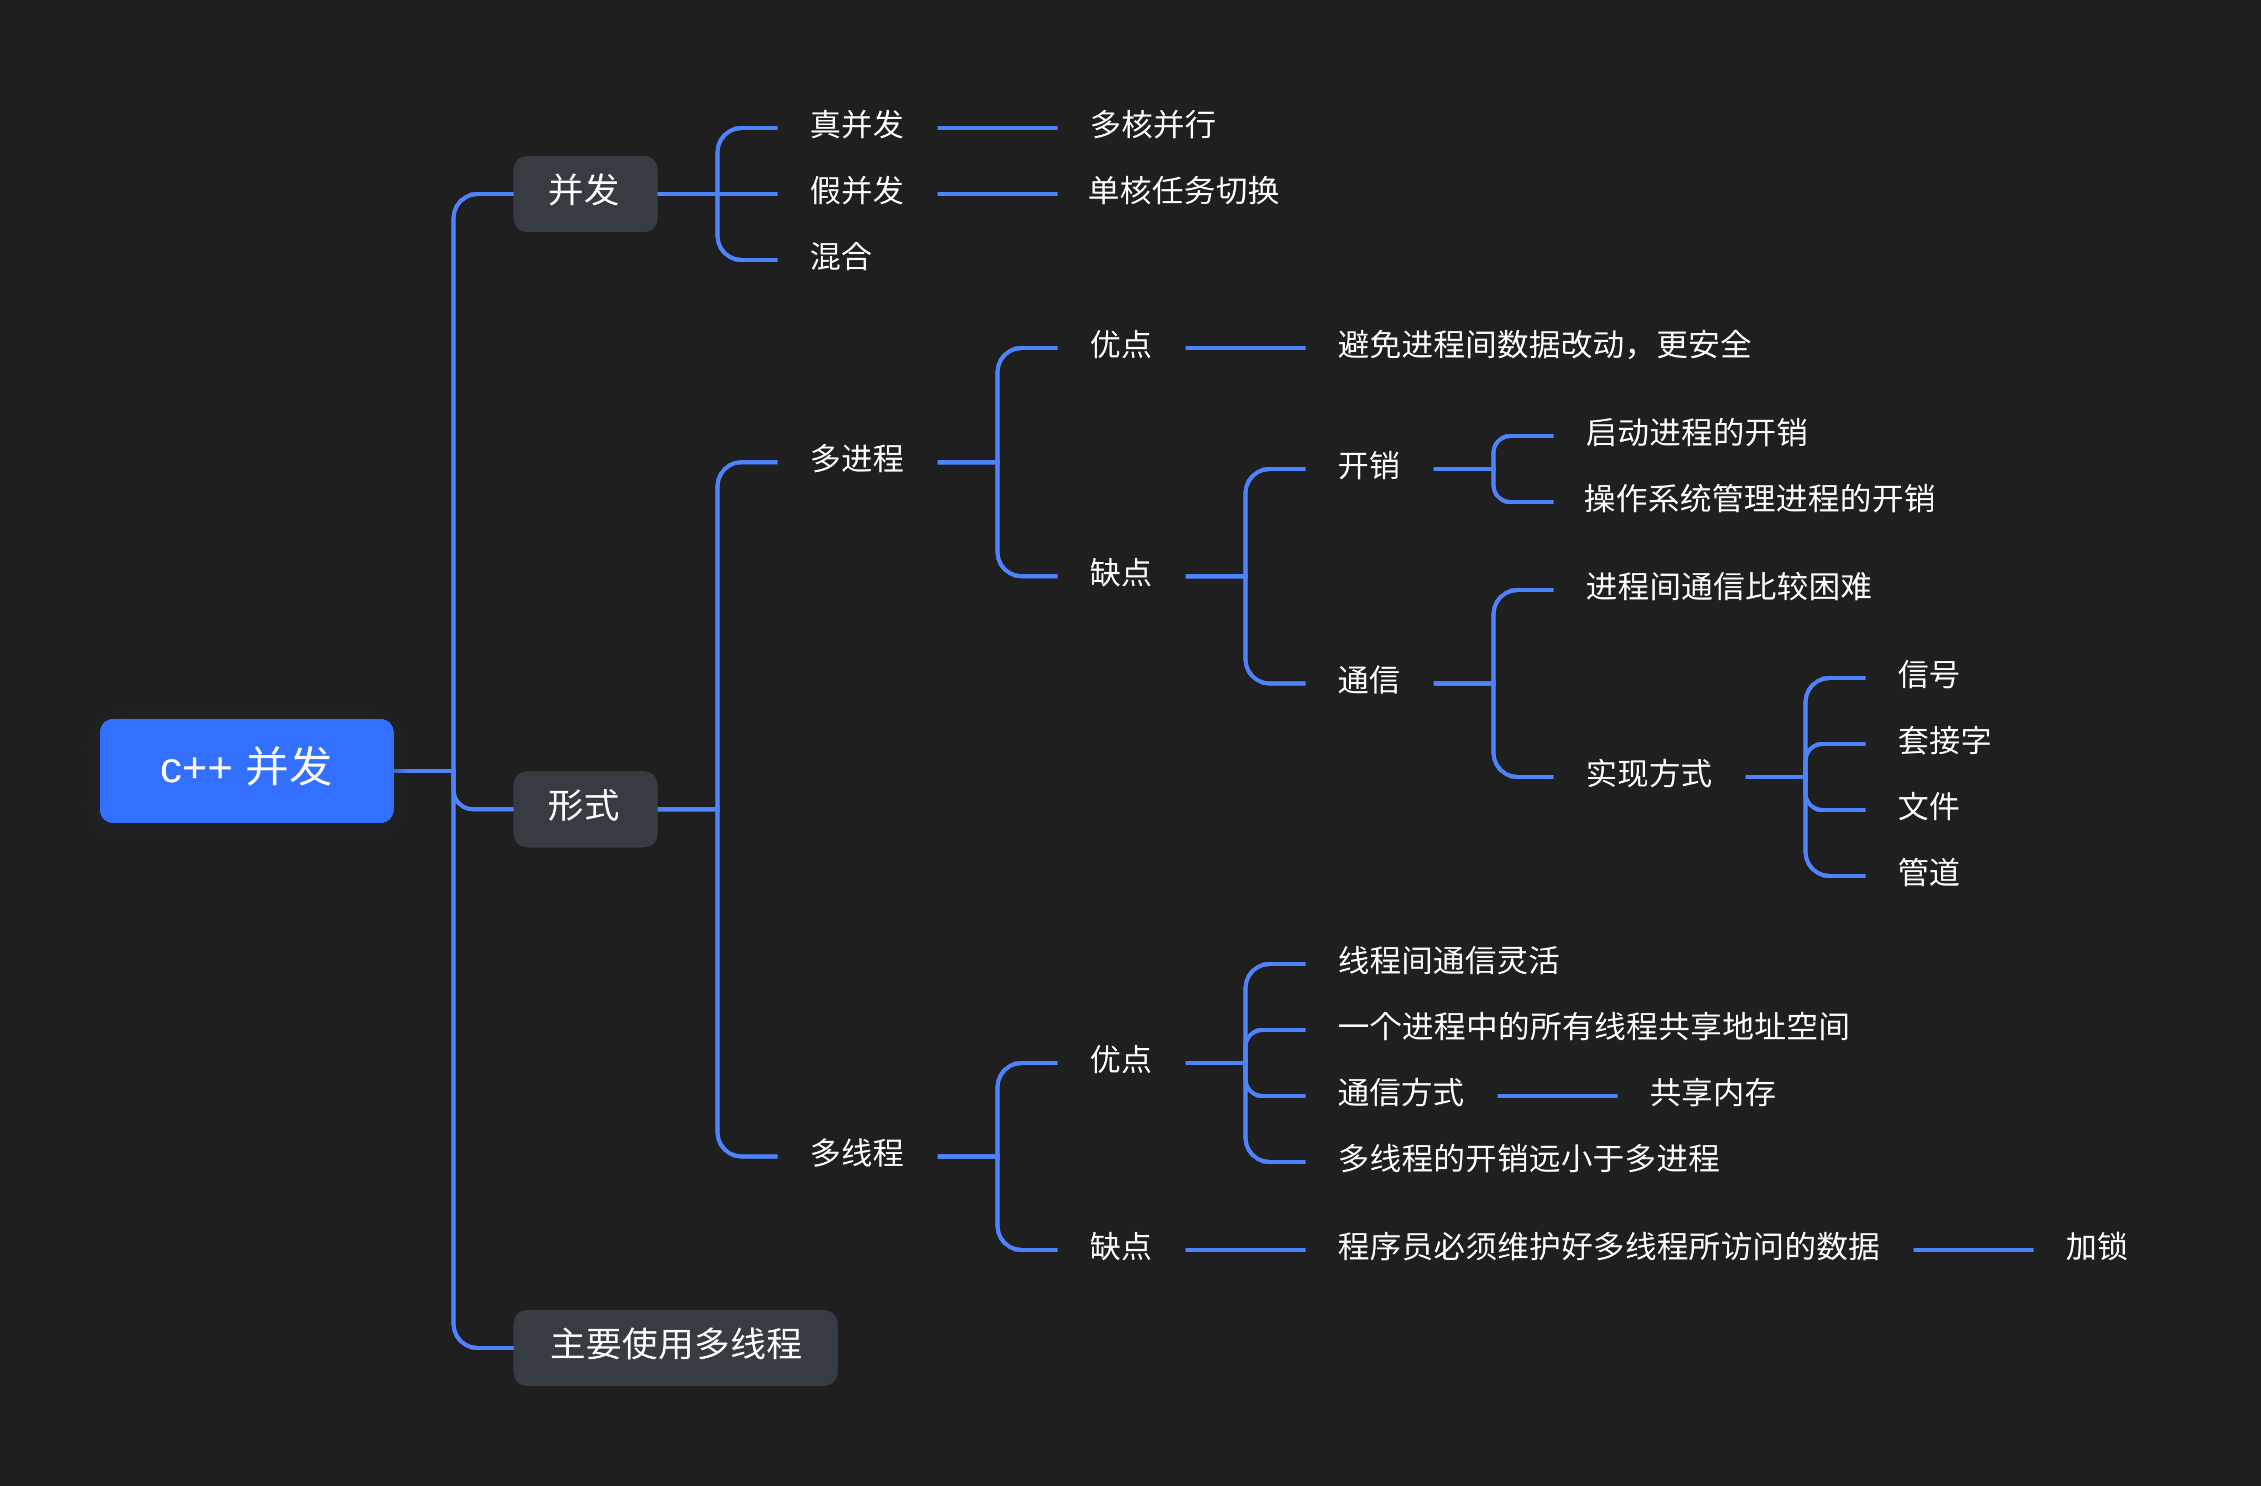 c++ 并发
并发
真并发
多核并行
假并发
单核任务切换
混合
形式
多进程
优点
避免进程间数据改动，更安全
缺点
开销
启动进程的开销
操作系统管理进程的开销
通信
进程间通信比较困难
实现方式
信号
套接字
文件
管道
多线程
优点
线程间通信灵活
一个进程中的所有线程共享地址空间
通信方式
共享内存
多线程的开销远小于多进程
缺点
程序员必须维护好多线程所访问的数据
加锁
主要使用多线程